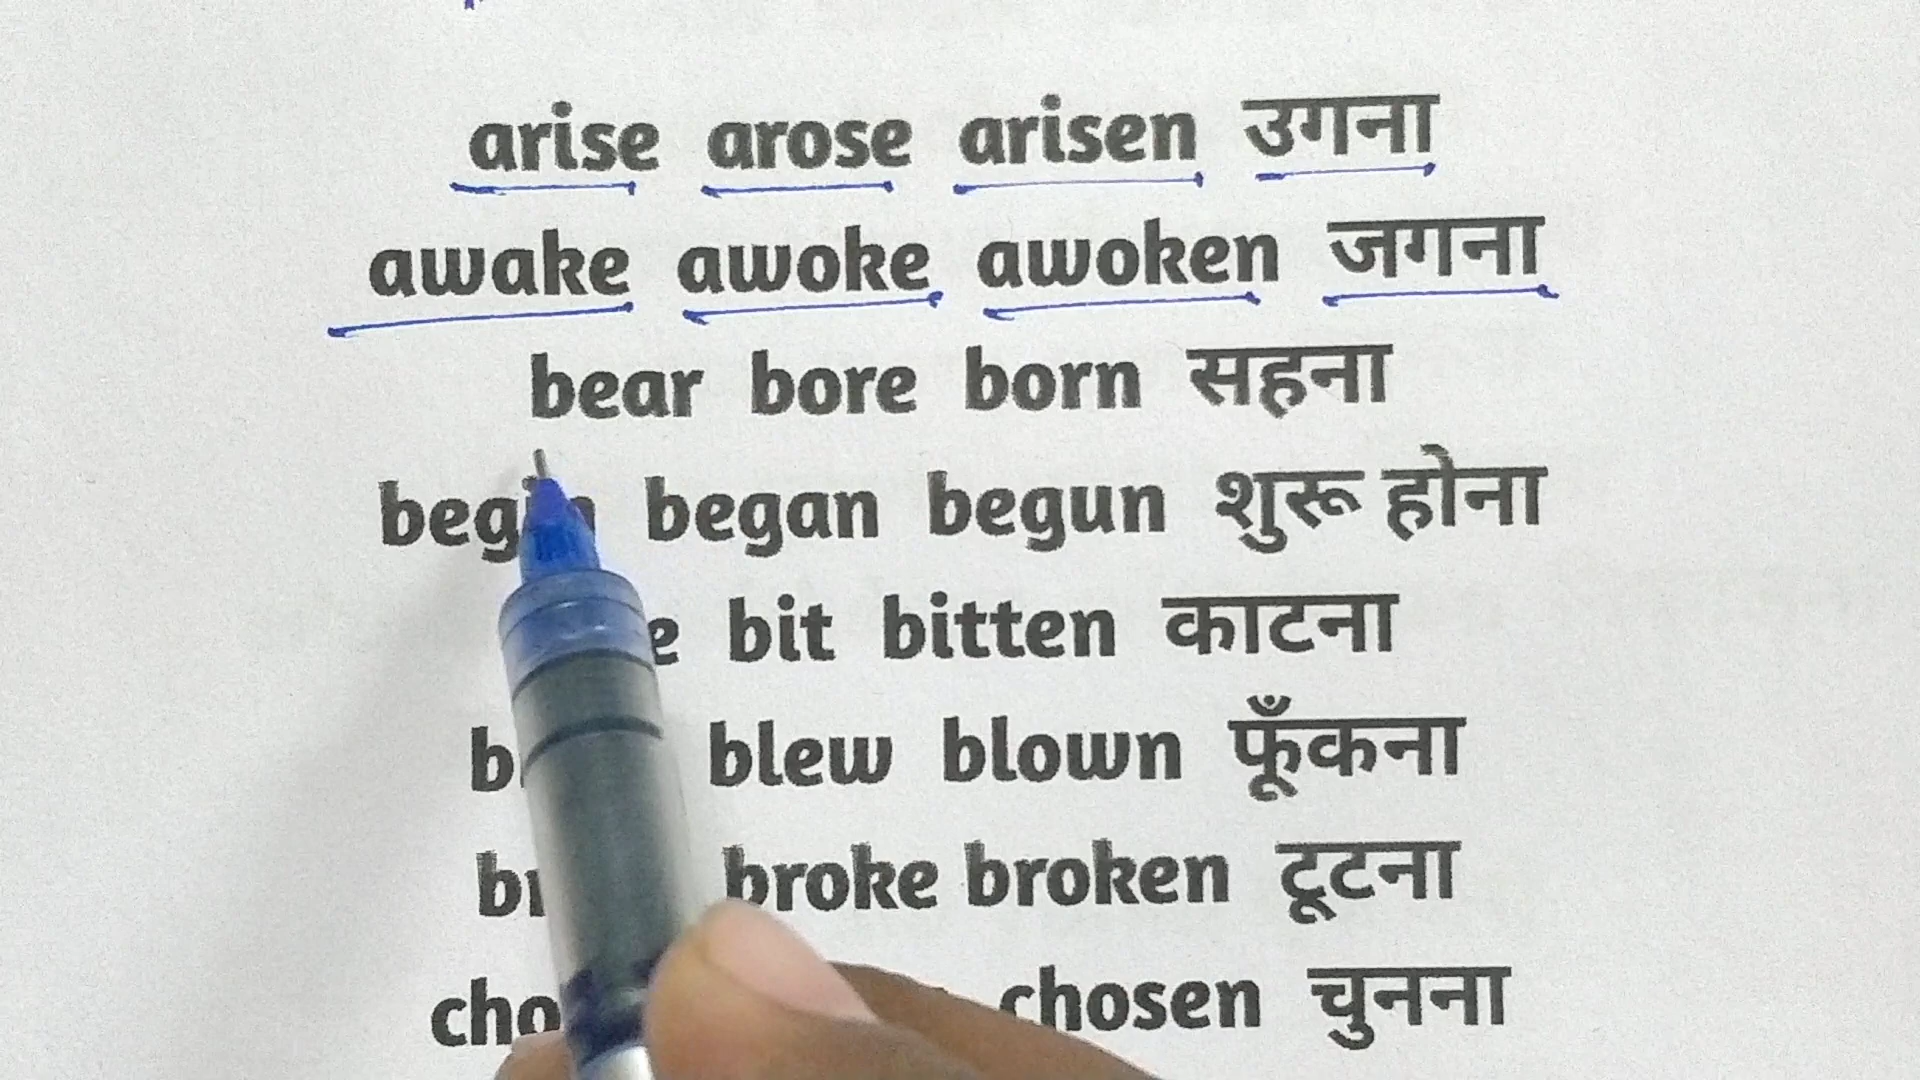 arise arose arisen उगना
awake awoke awoken जगना
bear bore born सहना
began begun शुरू होना
bit bitten काटना
blew blown फूँकना
broke broken टूटना
chosen चुनना